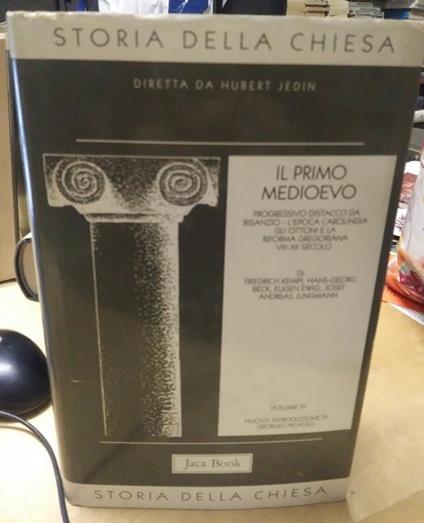 STORIA DELLA CHIESA
DIRETTA DA HUBERT JEDIN
IL PRIMO
MEDIOEVO
PROGRESSIVO DISTACCO DA
BISANZIO - L'EPOCA CAROLINGIA
GLI OTTONI E LA
RIFORMA GREGORIANA
VIII-XII SECOLO
DI
FRIEDRICH KEMPF, HANS-GEORG
BECK, EUGEN EWIG, JOSEF
ANDREAS JUNGMANN
VOLUME IV
NUOVA INTRODUZIONE DI
GIORGIO PICASSO
Jaca Book
STORIA DELLA CHIESA